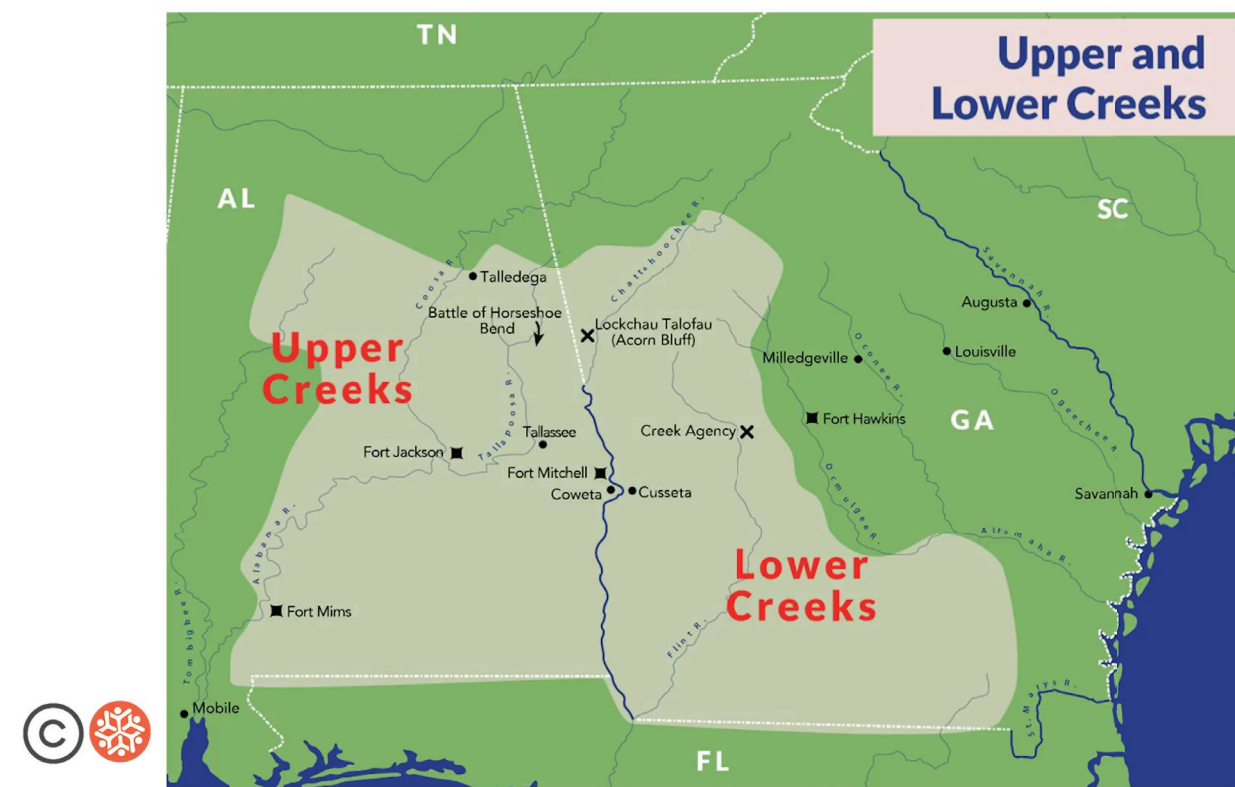 TN
Upper and
Lower Creeks
AL
SC
Chattahoochee R.
Coosa R.
Savannah R.
Talledega
Augusta
Battle of Horseshoe
Bend
Lockchau Talofau
(Acorn Bluff)
Oconee R.
Louisville
Milledgeville
Upper
Creeks
Tallapoosa R.
Ogeechee R.
Fort Hawkins
GA
Tallassee
Creek Agency
Fort Jackson
Fort Mitchell
Coweta
Cusseta
Ocmulgee R.
Savannah
Alabama R.
Altamaha R.
Lower
Creeks
Fort Mims
Tombigbee R.
Flint R.
St. Marys R.
Mobile
FL
©